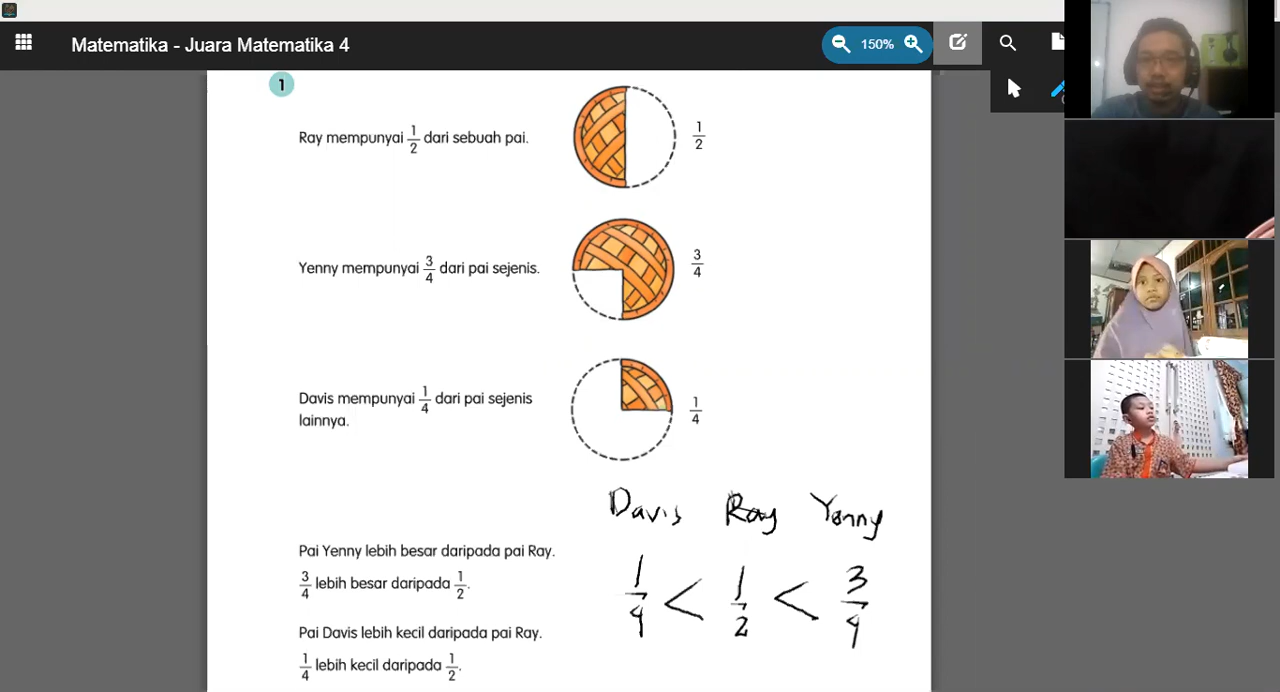 Matematika - Juara Matematika 4
150%
1
Ray mempunyai 1/2 dari sebuah pai.
1/2
Yenny mempunyai 3/4 dari pai sejenis.
3/4
Davis mempunyai 1/4 dari pai sejenis
lainnya.
1/4
Davis Ray Yenny
1/4 < 1/2 < 3/4
Pai Yenny lebih besar daripada pai Ray.
3/4 lebih besar daripada 1/2.
Pai Davis lebih kecil daripada pai Ray.
1/4 lebih kecil daripada 1/2.